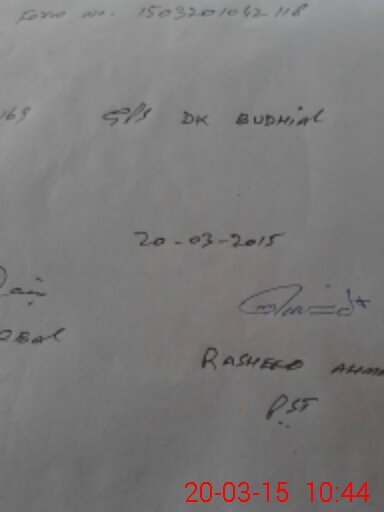 Form No. 1503201042118
G/S DK BUDHIAL
20-03-2015
RASHEED AHMA
PST
20-03-15 10:44